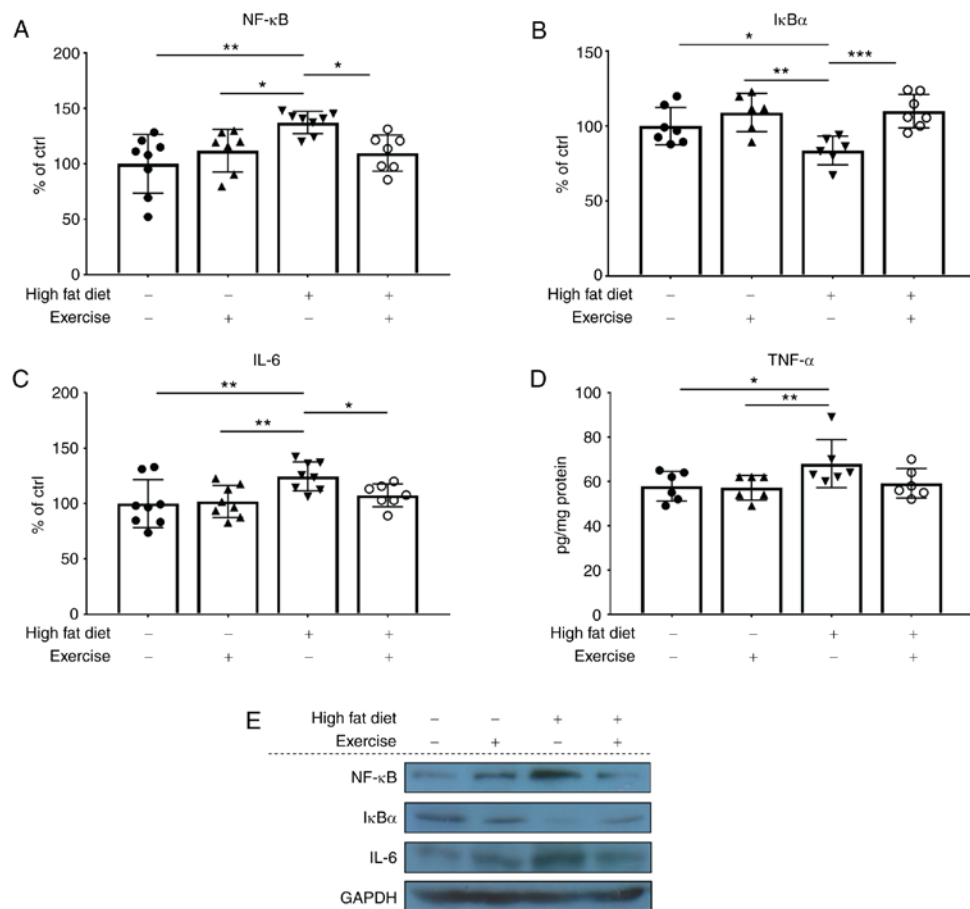 A
NF-κB
200
150
100
50
0
% of ctrl
** 
*
*
High fat diet – – + +
Exercise – + – +
B
IκBα
150
100
50
0
% of ctrl
*
**
***
High fat diet – – + +
Exercise – + – +
C
IL-6
200
150
100
50
0
% of ctrl
**
**
*
High fat diet – – + +
Exercise – + – +
D
TNF-α
100
80
60
40
20
0
pg/mg protein
*
**
High fat diet – – + +
Exercise – + – +
E
High fat diet – – + +
Exercise – + – +
NF-κB
IκBα
IL-6
GAPDH